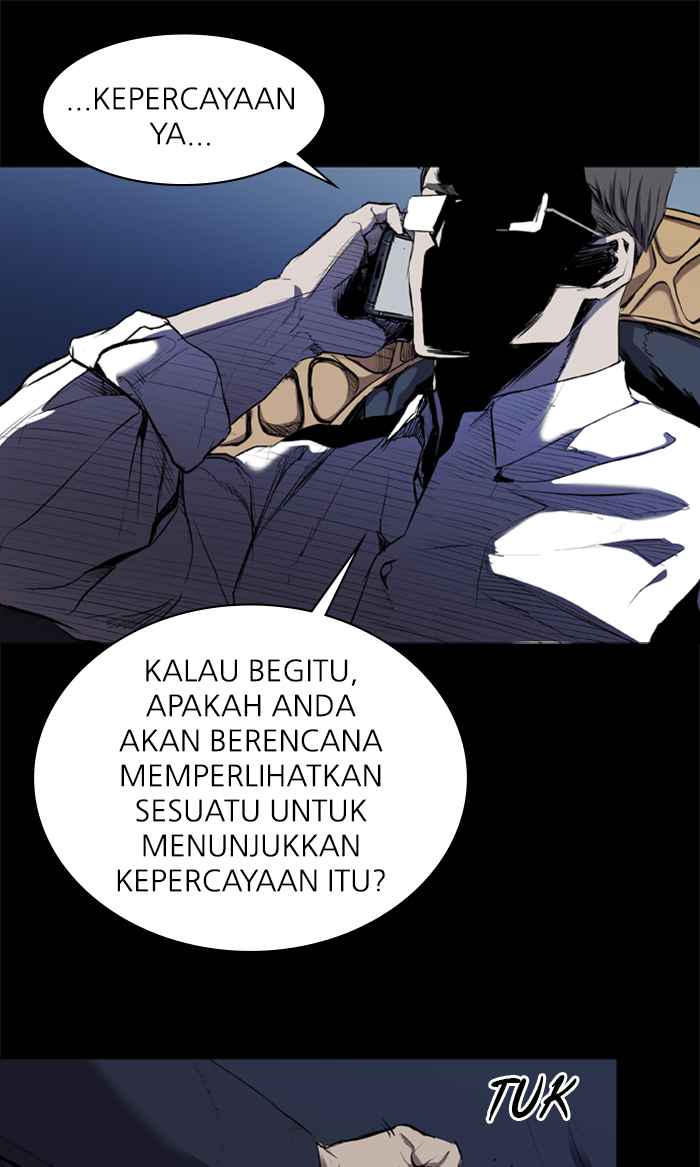 ...KEPERCAYAAN
YA...
KALAU BEGITU,
APAKAH ANDA
AKAN BERENCANA
MEMPERLIHATKAN
SESUATU UNTUK
MENUNJUKKAN
KEPERCAYAAN ITU?
TUK